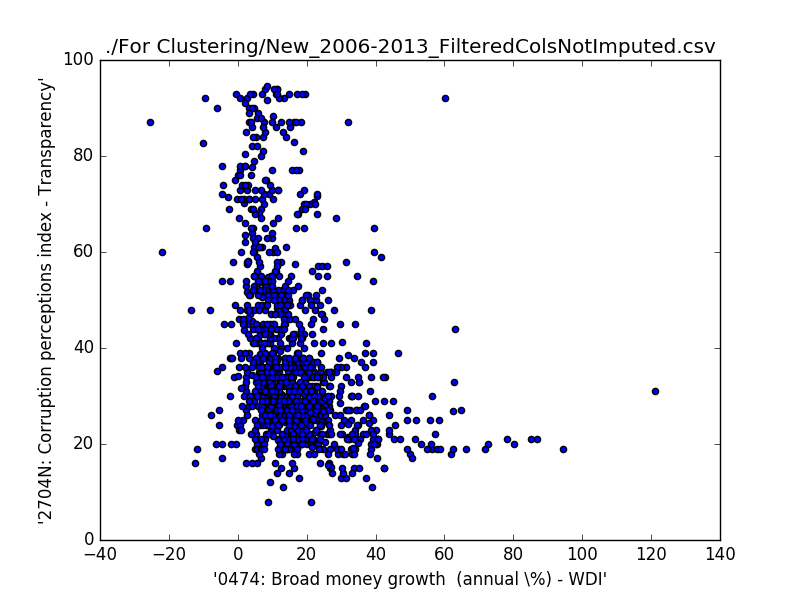 ./For Clustering/New_2006-2013_FilteredColsNotImputed.csv
100
80
60
40
20
0
'2704N: Corruption perceptions index - Transparency'
−40 −20 0 20 40 60 80 100 120 140
'0474: Broad money growth  (annual \%) - WDI'